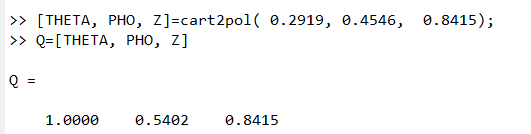 >> [THETA, PHO, Z]=cart2pol( 0.2919, 0.4546,  0.8415);
>> Q=[THETA, PHO, Z]
Q =
1.0000    0.5402    0.8415